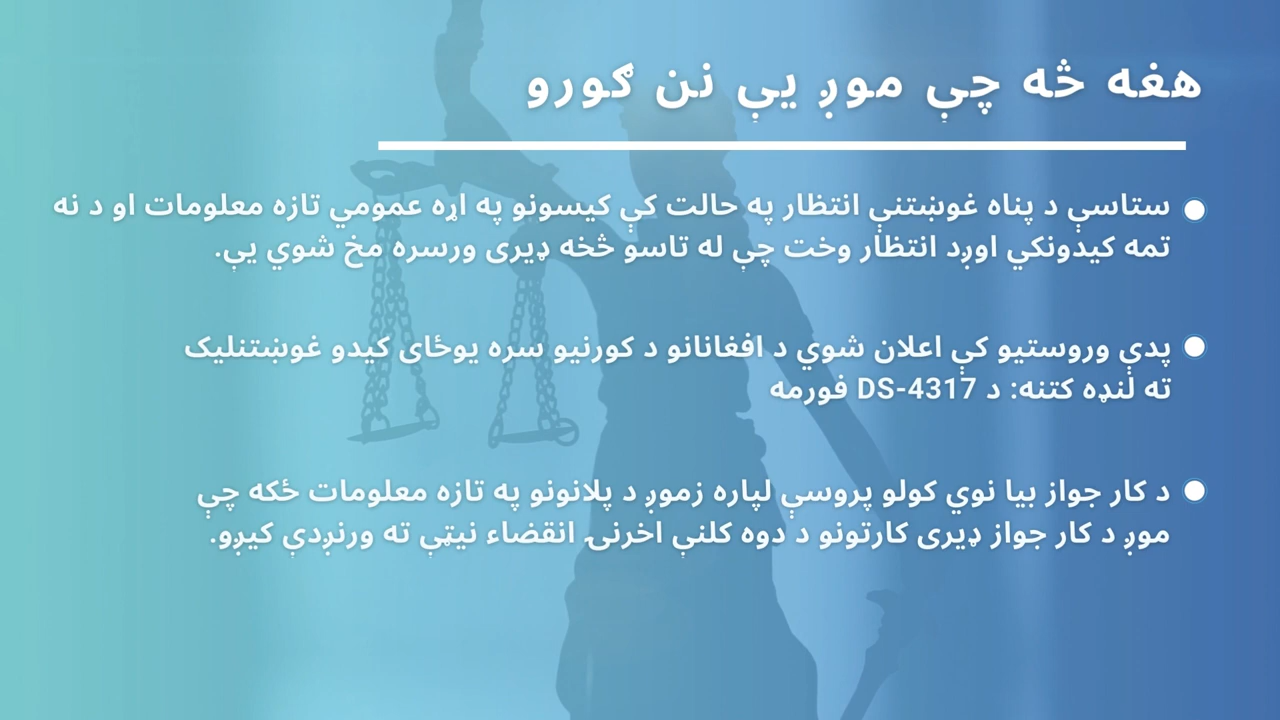 هغه څه چې موږ يې نن ګورو
ستاسې د پناه غوښتنې انتظار په حالت کې کیسونو په اړه عمومي تازه معلومات او د نه
تمه کیدونکي اوږد انتظار وخت چې له تاسو څخه ډیری ورسره مخ شوي یې.
پدې وروستیو کې اعلان شوي د افغانانو د کورنیو سره یوځای کیدو غوښتنلیک
ته لنډه کتنه: د DS-4317 فورمه
د کار جواز بیا نوي کولو پروسې لپاره زموږ د پلانونو په تازه معلومات ځکه چې
موږ د کار جواز ډیری کارتونو د دوه کلنې اخرنۍ انقضاء نیټې ته ورنږدې کیږو.